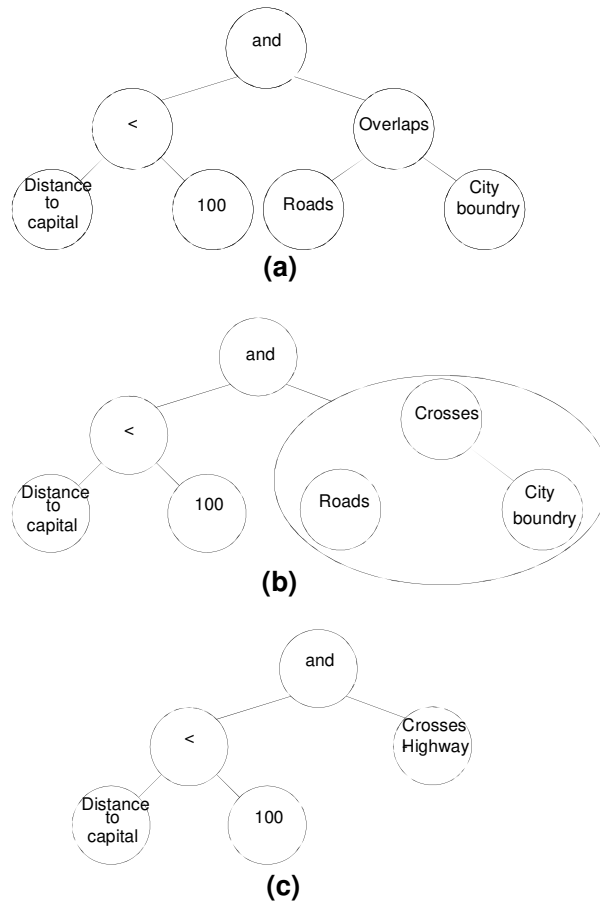 and
<
Overlaps
Distance
to
capital
100
Roads
City
boundry
(a)
and
Crosses
<
Distance
to
capital
100
Roads
City
boundry
(b)
and
<
Crosses
Highway
Distance
to
capital
100
(c)